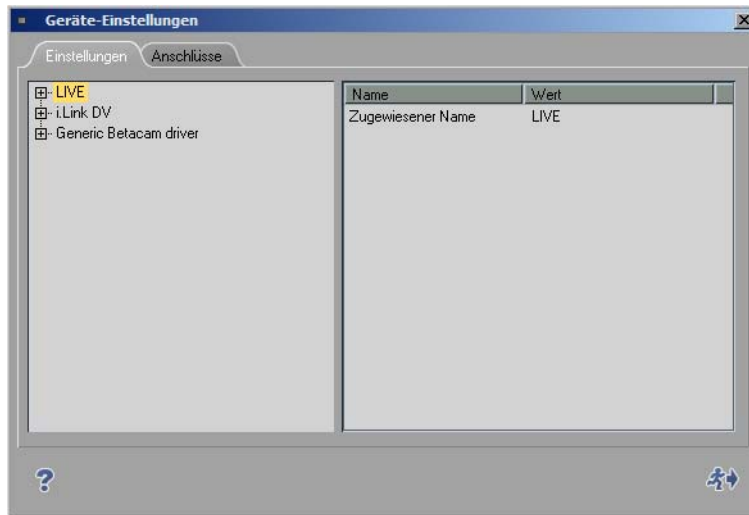 Geräte-Einstellungen
Einstellungen Anschlüsse
LIVE
i.Link DV
Generic Betacam driver
Name Wert
Zugewiesener Name LIVE
?